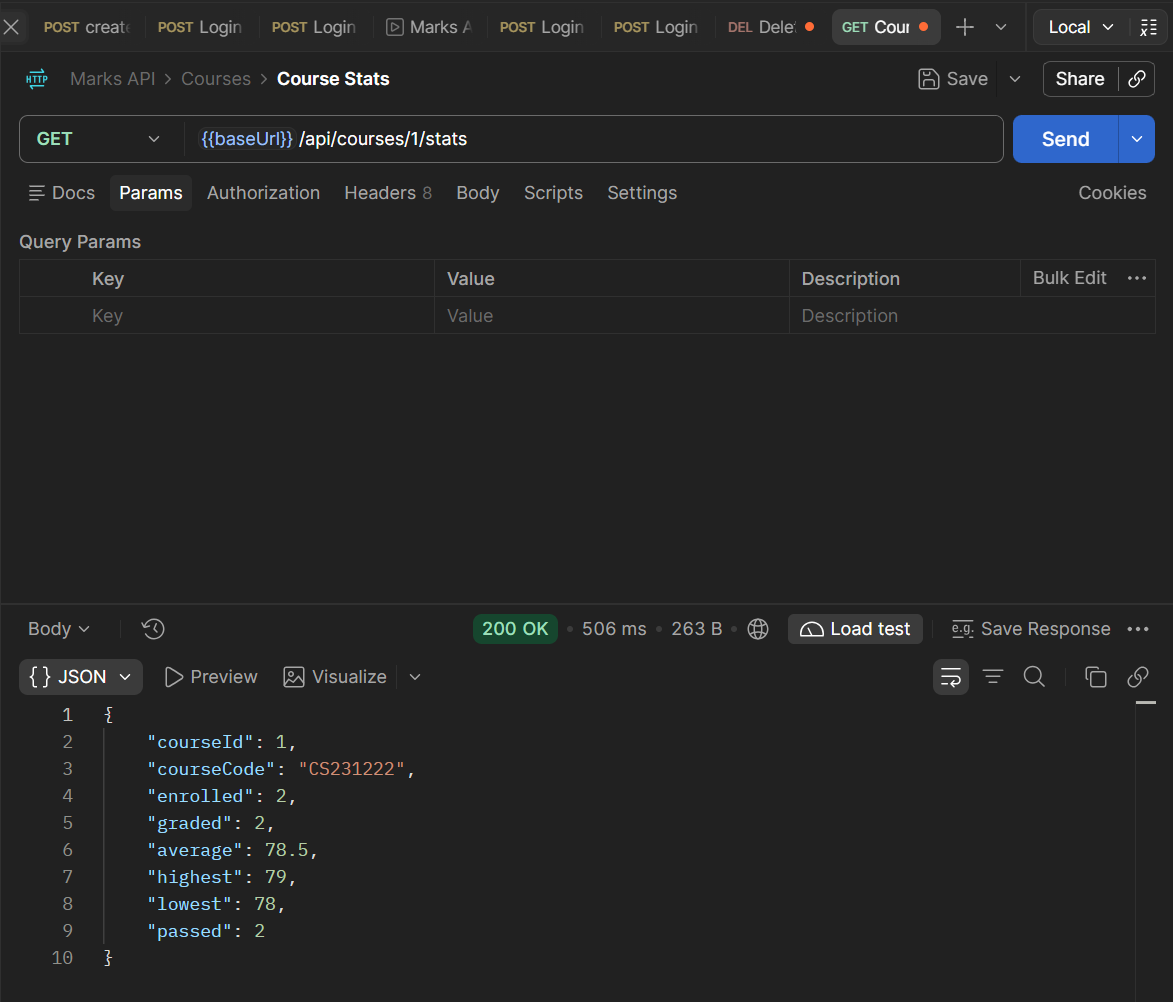 POST create POST Login POST Login Marks A POST Login POST Login DEL Dele GET Cour Local
HTTP Marks API > Courses > Course Stats Save Share
GET {{baseUrl}} /api/courses/1/stats Send
Docs Params Authorization Headers 8 Body Scripts Settings Cookies
Query Params
Key Value Description Bulk Edit
Key Value Description
Body 200 OK • 506 ms • 263 B • Load test e.g. Save Response
{} JSON Preview Visualize
1 {
2 "courseId": 1,
3 "courseCode": "CS231222",
4 "enrolled": 2,
5 "graded": 2,
6 "average": 78.5,
7 "highest": 79,
8 "lowest": 78,
9 "passed": 2
10 }